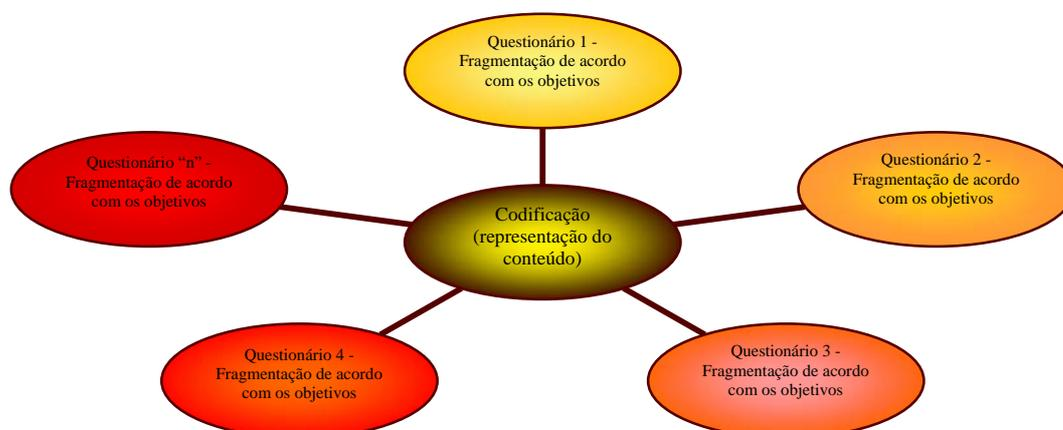 Questionário 1 -
Fragmentação de acordo
com os objetivos
Questionário “n” -
Fragmentação de acordo
com os objetivos
Questionário 2 -
Fragmentação de acordo
com os objetivos
Codificação
(representação do
conteúdo)
Questionário 4 -
Fragmentação de acordo
com os objetivos
Questionário 3 -
Fragmentação de acordo
com os objetivos